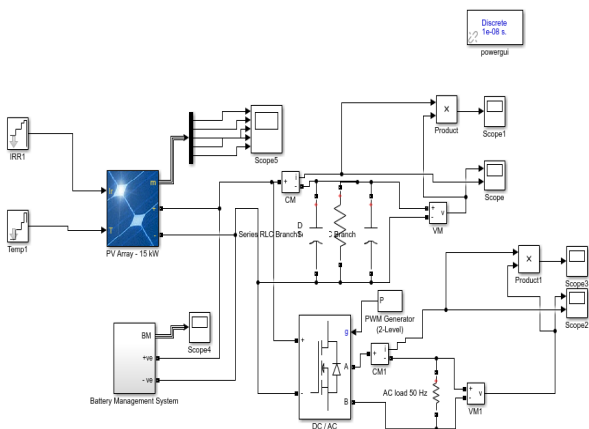 Discrete
1e-08 s.
powergui
IRR1
Scope5
x
Product
Scope1
i
+
-
CM
Scope
m
+
-
T
Temp1
PV Array - 15 kW
Series RLC Branch
Branch
+
-
v
VM
x
Product1
Scope3
Scope2
P
PWM Generator
(2-Level)
BM
+ve
- ve
Scope4
Battery Management System
g
+
-
A
B
DC / AC
i
+
-
CM1
AC load 50 Hz
+
-
v
VM1